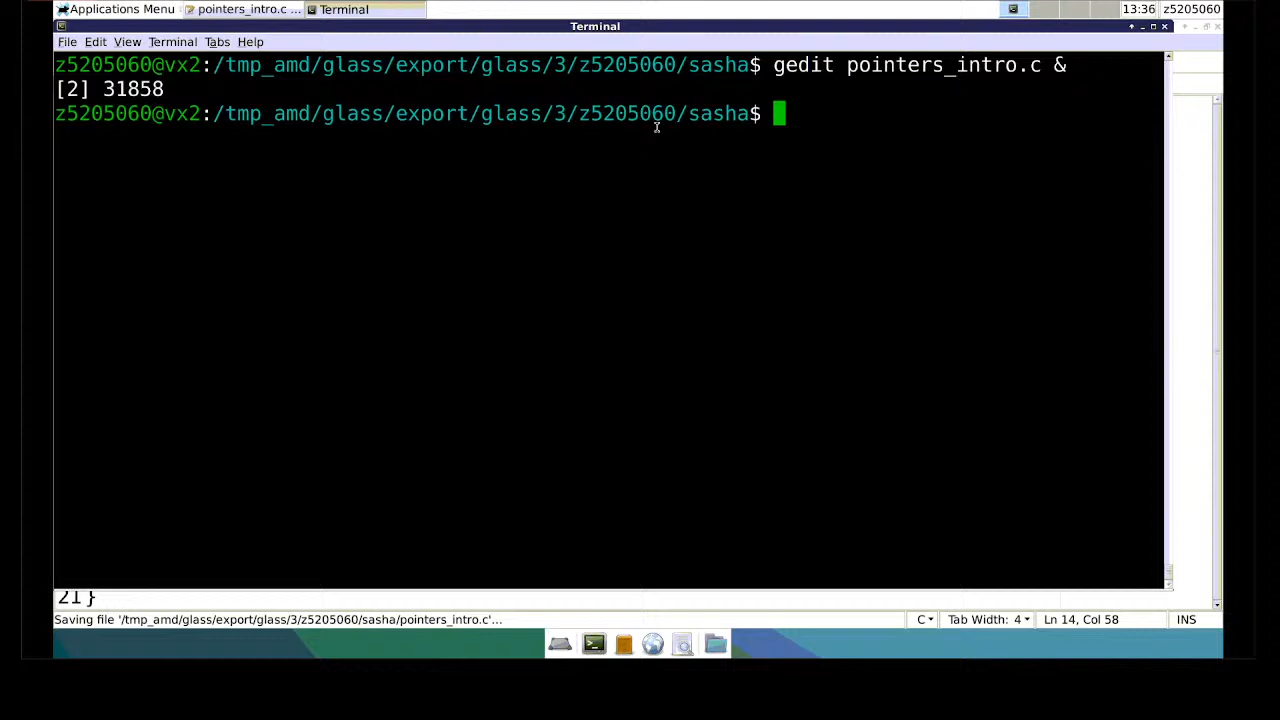 Applications Menu pointers_intro.c ... Terminal 13:36 z5205060
Terminal
File Edit View Terminal Tabs Help
z5205060@vx2:/tmp_amd/glass/export/glass/3/z5205060/sasha$ gedit pointers_intro.c &
[2] 31858
z5205060@vx2:/tmp_amd/glass/export/glass/3/z5205060/sasha$
21 }
Saving file '/tmp_amd/glass/export/glass/3/z5205060/sasha/pointers_intro.c'... C Tab Width: 4 Ln 14, Col 58 INS